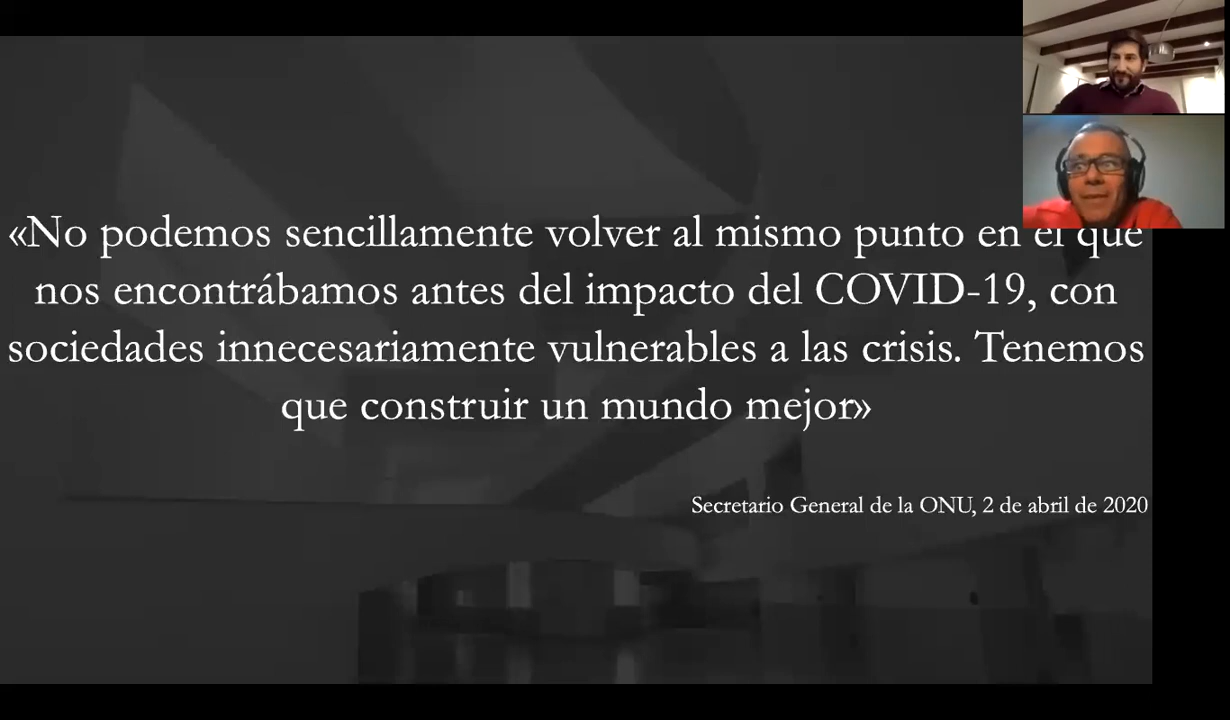 «No podemos sencillamente volver al mismo punto en el que
nos encontrábamos antes del impacto del COVID-19, con
sociedades innecesariamente vulnerables a las crisis. Tenemos
que construir un mundo mejor»
Secretario General de la ONU, 2 de abril de 2020